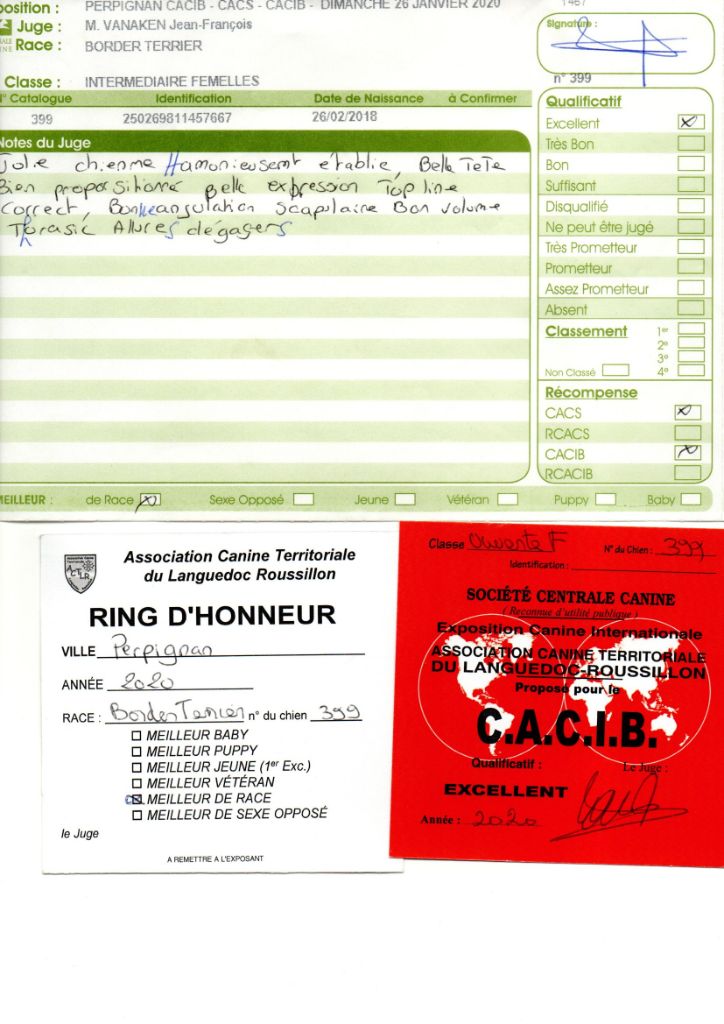 position : PERPIGNAN CACIB - CACS - CACIB - DIMANCHE 26 JANVIER 2020 1467
Juge : M. VANAKEN Jean-François
Race : BORDER TERRIER
Signature :
Classe : INTERMEDIAIRE FEMELLES
n° 399
N° Catalogue Identification Date de Naissance à Confirmer
399 250269811457667 26/02/2018
Notes du Juge
Jolie chienne Hamonieusemt établie, Belle TeTe
Bien proporsitionné Belle expression Top line
Correct, Bonne angulation Scapulaire Bon volume
Thorasic Allures dégagers
Qualificatif
Excellent
Très Bon
Bon
Suffisant
Disqualifié
Ne peut être jugé
Très Prometteur
Prometteur
Assez Prometteur
Absent
Classement 1er
2e
3e
Non Classé 4e
Récompense
CACS
RCACS
CACIB
RCACIB
MEILLEUR : de Race Sexe Opposé Jeune Vétéran Puppy Baby
Association Canine Territoriale
du Languedoc Roussillon
RING D'HONNEUR
VILLE Perpignan
ANNÉE 2020
RACE : Border Terrier n° du chien 399
MEILLEUR BABY
MEILLEUR PUPPY
MEILLEUR JEUNE (1er Exc.)
MEILLEUR VÉTÉRAN
MEILLEUR DE RACE
MEILLEUR DE SEXE OPPOSÉ
le Juge
A REMETTRE A L'EXPOSANT
Classe Ouverte F N° du Chien : 399
Identification :
SOCIÉTÉ CENTRALE CANINE
( Reconnue d'utilité publique )
Exposition Canine Internationale
ASSOCIATION CANINE TERRITORIALE
DU LANGUEDOC-ROUSSILLON
Proposé pour le
C.A.C.I.B.
Qualificatif : Le Juge :
EXCELLENT
Année : 2020